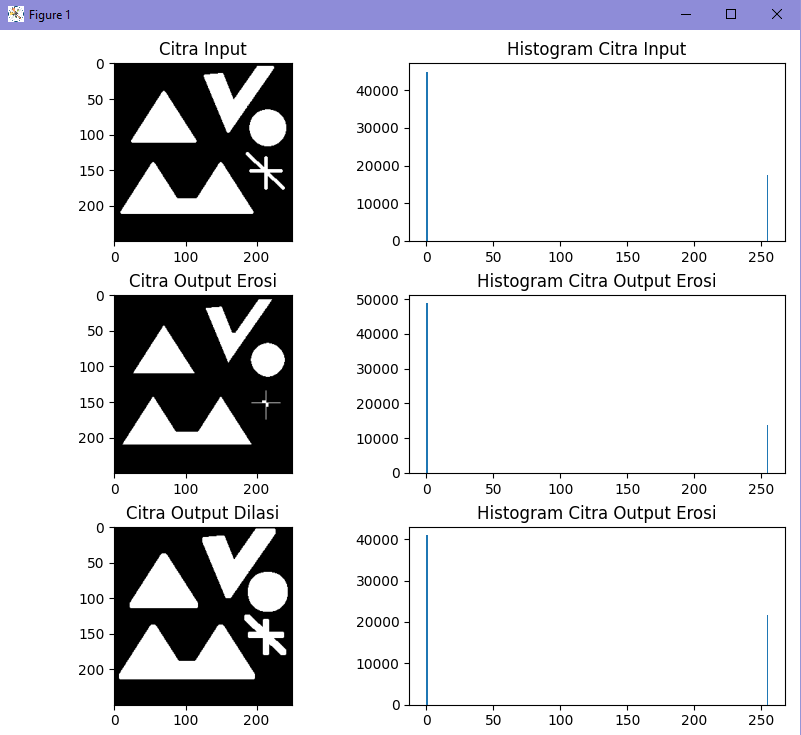 Figure 1
Citra Input
Histogram Citra Input
0
50
100
150
200
0 100 200
40000
30000
20000
10000
0
0 50 100 150 200 250
Citra Output Erosi
Histogram Citra Output Erosi
0
50
100
150
200
0 100 200
50000
40000
30000
20000
10000
0
0 50 100 150 200 250
Citra Output Dilasi
Histogram Citra Output Erosi
0
50
100
150
200
0 100 200
40000
30000
20000
10000
0
0 50 100 150 200 250